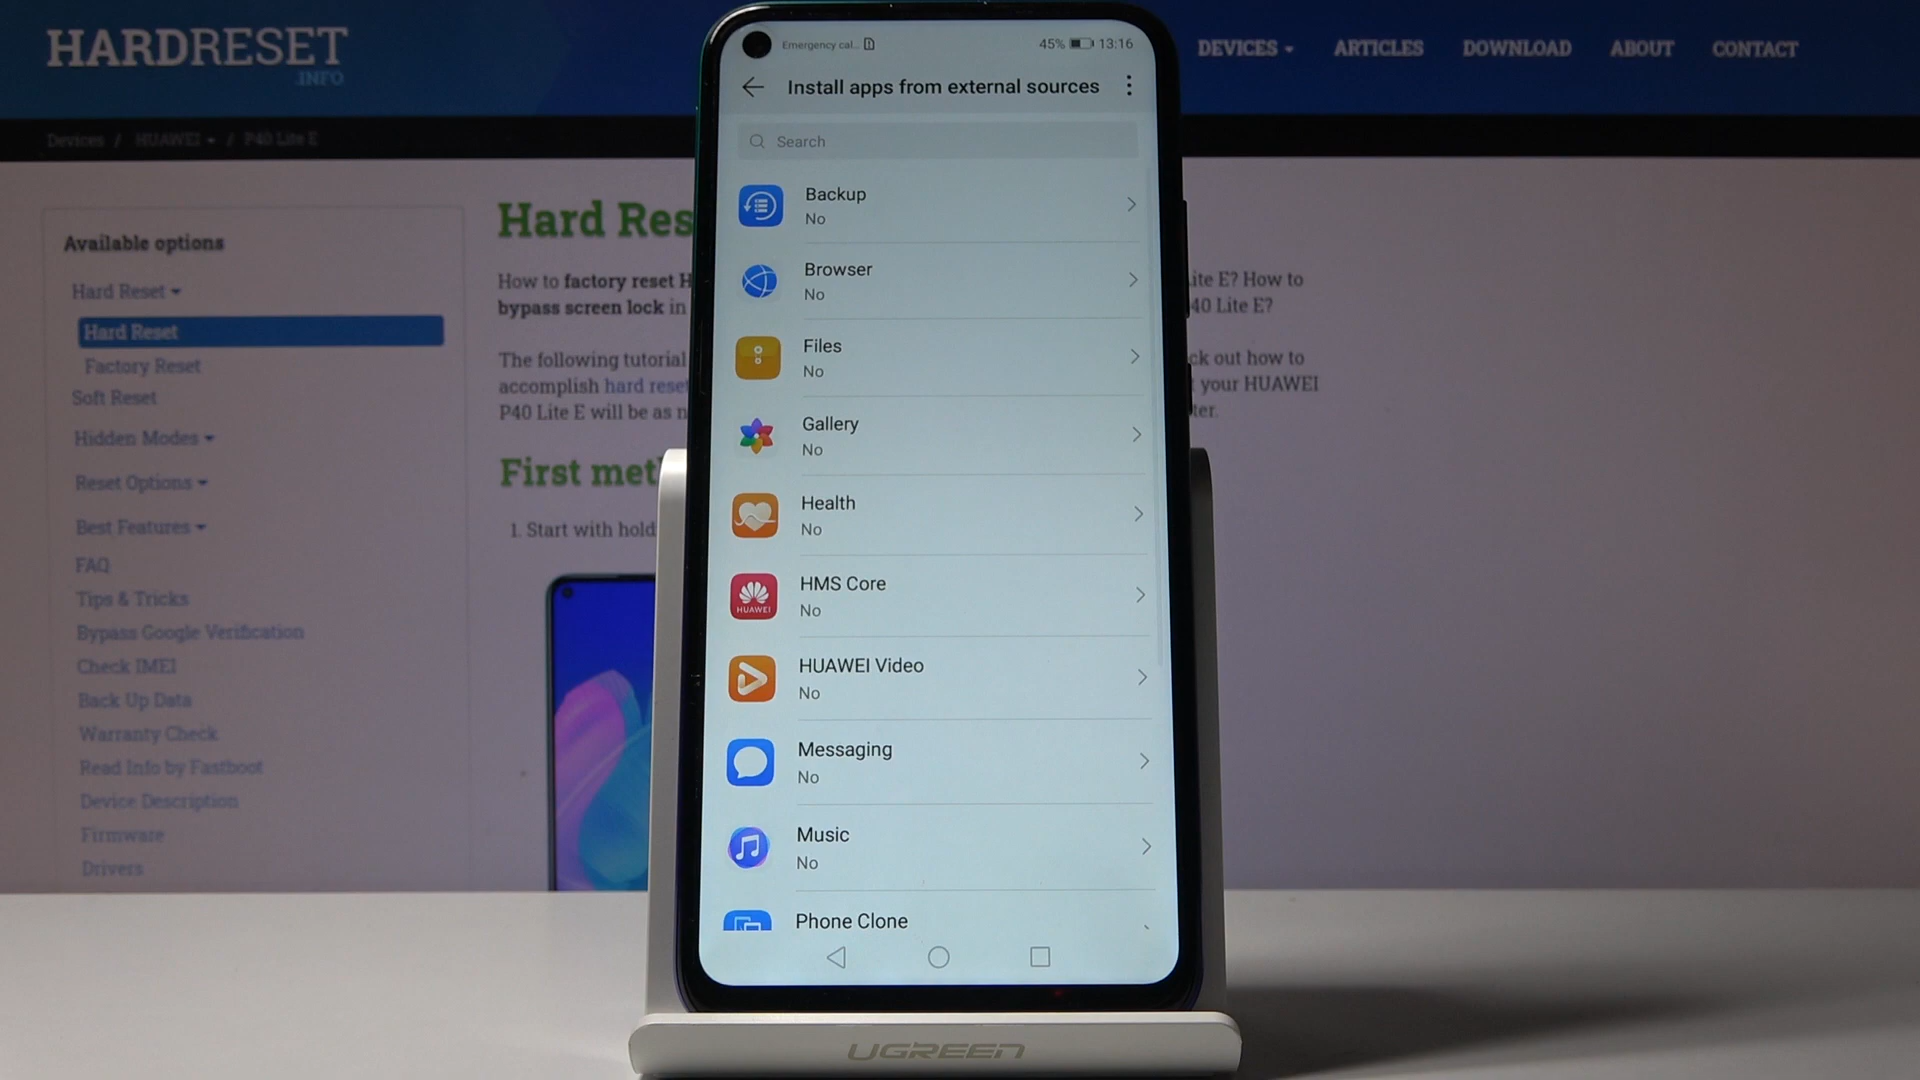 HARDRESET
.INFO
DEVICES
ARTICLES
DOWNLOAD
ABOUT
CONTACT
Devices / HUAWEI / P40 Lite E
Available options
Hard Reset
Hard Reset
Factory Reset
Soft Reset
Hidden Modes
Reset Options
Best Features
FAQ
Tips & Tricks
Bypass Google Verification
Check IMEI
Back Up Data
Warranty Check
Read Info by Fastboot
Device Description
Firmware
Drivers
Hard Res
How to factory reset H
bypass screen lock in
The following tutorial
accomplish hard reset
P40 Lite E will be as n
First met
1. Start with hold
Emergency cal...
45%
13:16
Install apps from external sources
Search
Backup
No
Browser
No
Files
No
Gallery
No
Health
No
HUAWEI
HMS Core
No
HUAWEI Video
No
Messaging
No
Music
No
Phone Clone
ite E? How to
40 Lite E?
ck out how to
your HUAWEI
ter.
UGREEN